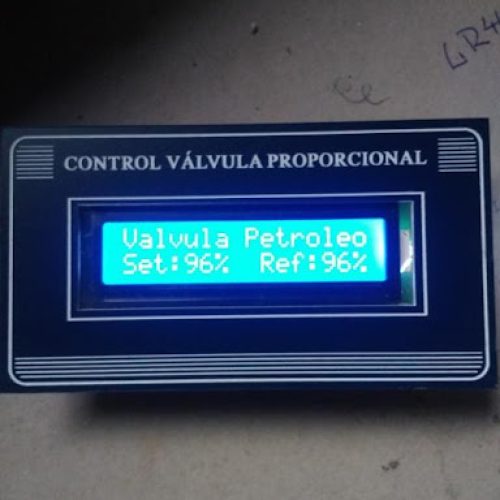 CONTROL VÁLVULA PROPORCIONAL
Valvula Petroleo
Set:96% Ref:96%